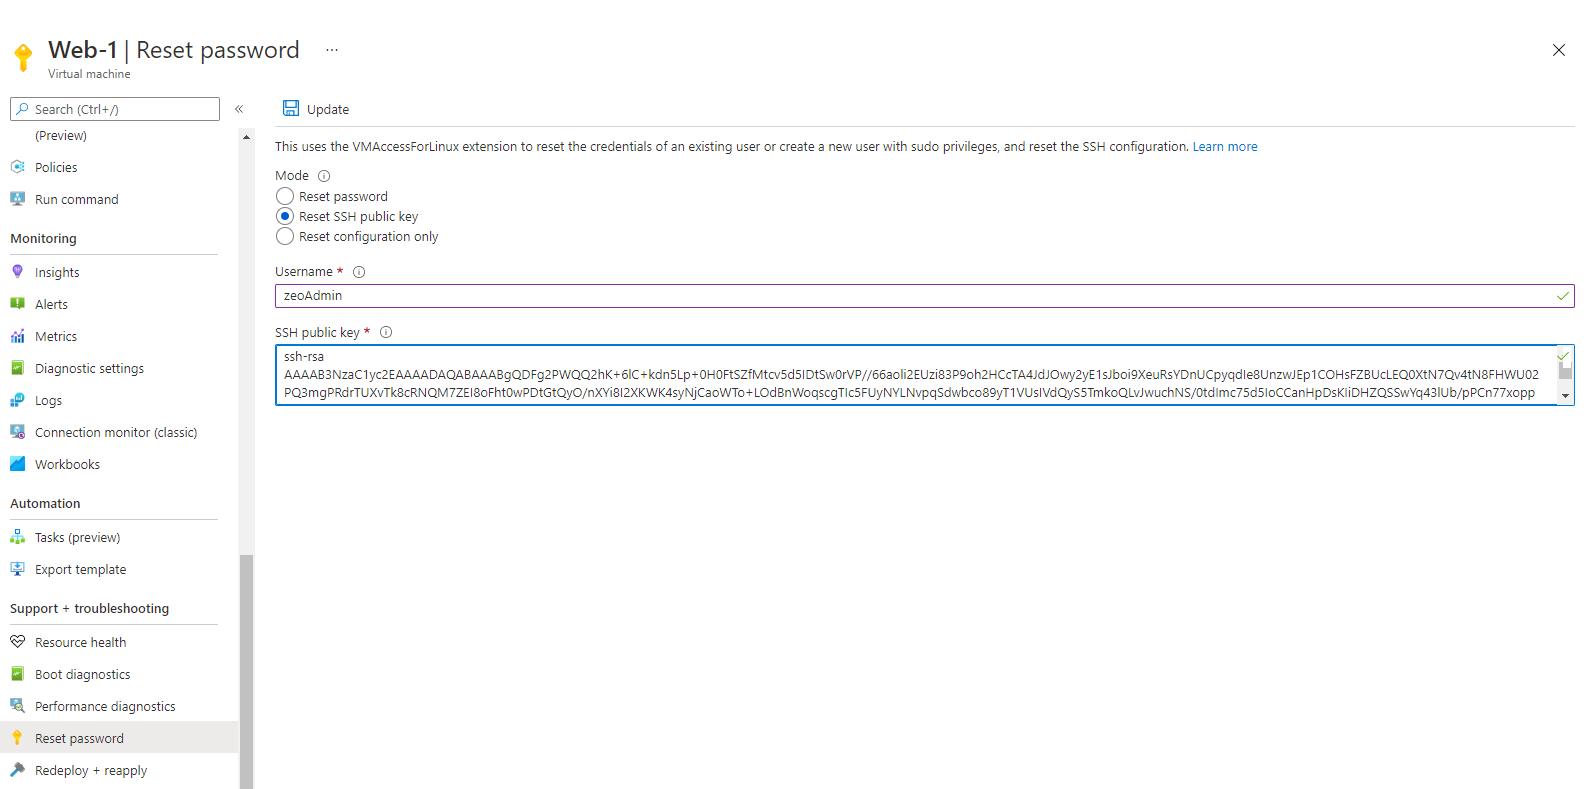 Web-1 | Reset password ...
Virtual machine
Search (Ctrl+/)
«
(Preview)
Policies
Run command
Monitoring
Insights
Alerts
Metrics
Diagnostic settings
Logs
Connection monitor (classic)
Workbooks
Automation
Tasks (preview)
Export template
Support + troubleshooting
Resource health
Boot diagnostics
Performance diagnostics
Reset password
Redeploy + reapply
Update
This uses the VMAccessForLinux extension to reset the credentials of an existing user or create a new user with sudo privileges, and reset the SSH configuration. Learn more
Mode
Reset password
Reset SSH public key
Reset configuration only
Username *
zeoAdmin
SSH public key *
ssh-rsa
AAAAB3NzaC1yc2EAAAADAQABAAABgQDFg2PWQQ2hK+6lC+kdn5Lp+0H0FtSZfMtcv5d5IDtSw0rVP//66aoli2EUzi83P9oh2HCcTA4JdJOwy2yE1sJboi9XeuRsYDnUCpyqdIe8UnzwJEp1COHsFZBUcLEQ0XtN7Qv4tN8FHWU02
PQ3mgPRdrTUXvTk8cRNQM7ZEI8oFht0wPDtGtQyO/nXYi8I2XKWK4syNjCaoWTo+LOdBnWoqscgTIc5FUyNYLNvpqSdwbco89yT1VUsIVdQyS5TmkoQLvJwuchNS/0tdImc75d5IoCCanHpDsKliDHZQSSwYq43lUb/pPCn77xopp